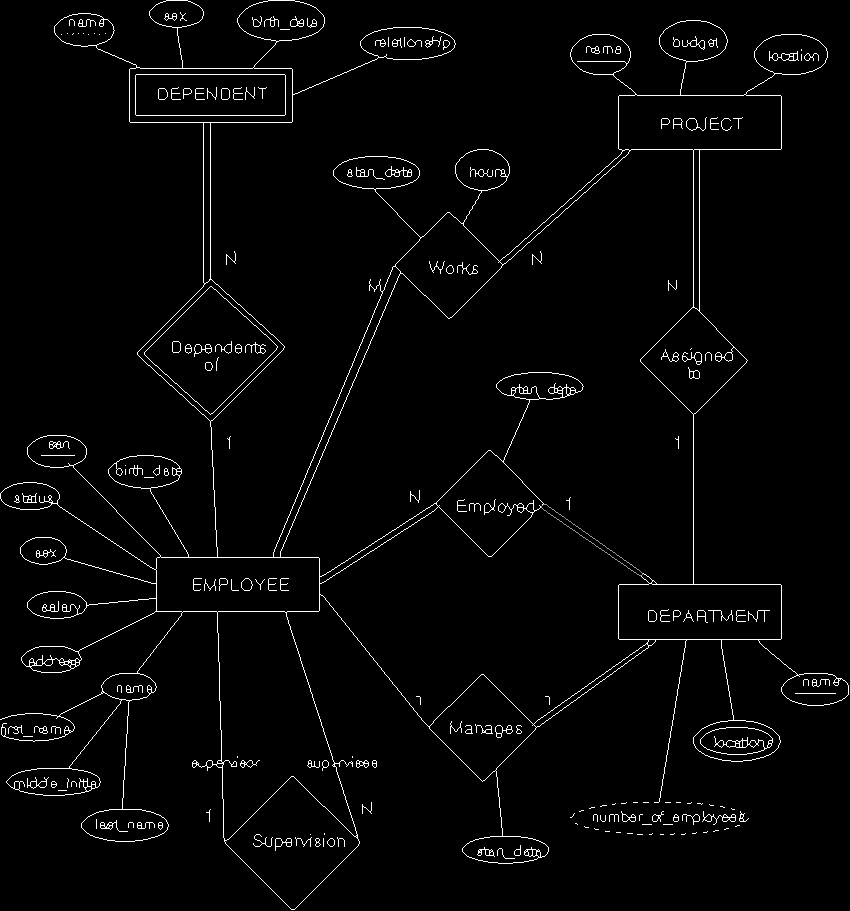 name
sex
birth_date
relationship
DEPENDENT
name
budget
location
PROJECT
start_date
hours
Works
M
N
N
N
Dependents
of
Assigned
to
1
1
start_date
N
Employed
1
ssn
birth_date
status
sex
salary
address
EMPLOYEE
DEPARTMENT
name
first_name
middle_initial
last_name
supervisor
supervisee
1
N
Supervision
1
Manages
1
start_date
name
locations
number_of_employees